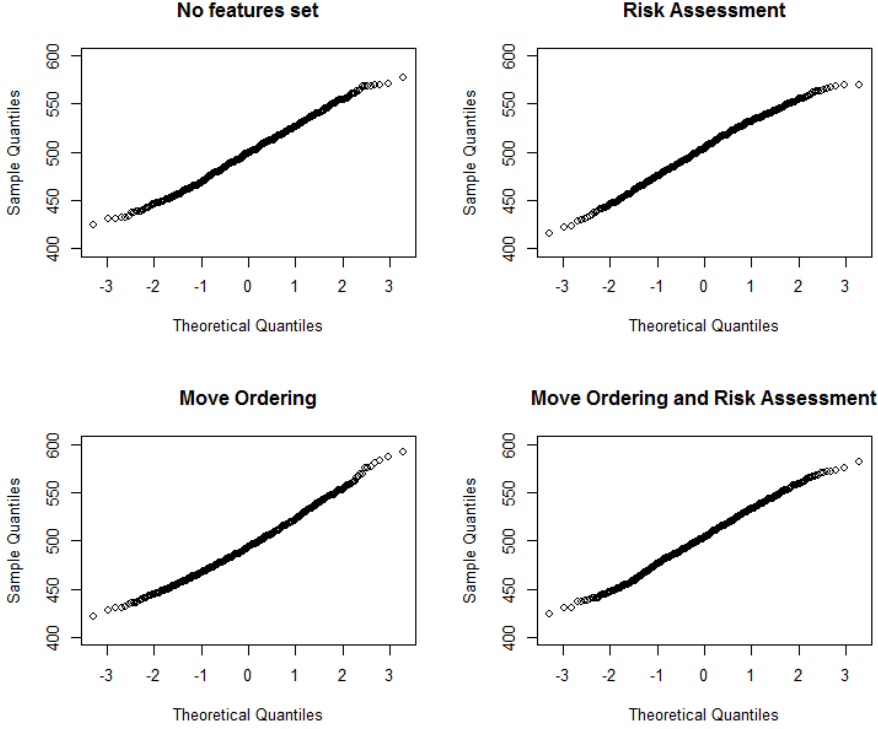 No features set
Risk Assessment
600
550
500
450
400
Sample Quantiles
-3 -2 -1 0 1 2 3
Theoretical Quantiles
600
550
500
450
400
Sample Quantiles
-3 -2 -1 0 1 2 3
Theoretical Quantiles
Move Ordering
Move Ordering and Risk Assessment
600
550
500
450
400
Sample Quantiles
-3 -2 -1 0 1 2 3
Theoretical Quantiles
600
550
500
450
400
Sample Quantiles
-3 -2 -1 0 1 2 3
Theoretical Quantiles